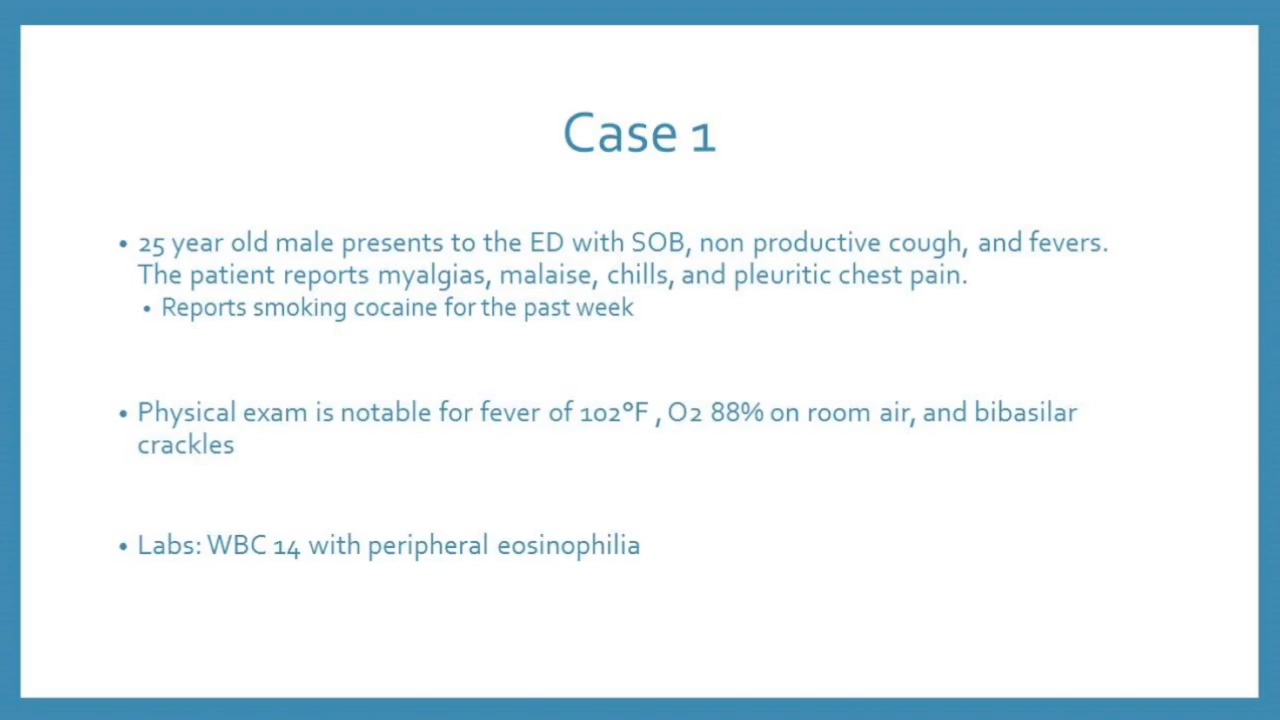 Case 1
• 25 year old male presents to the ED with SOB, non productive cough, and fevers.
The patient reports myalgias, malaise, chills, and pleuritic chest pain.
• Reports smoking cocaine for the past week
• Physical exam is notable for fever of 102°F , O2 88% on room air, and bibasilar
crackles
• Labs: WBC 14 with peripheral eosinophilia